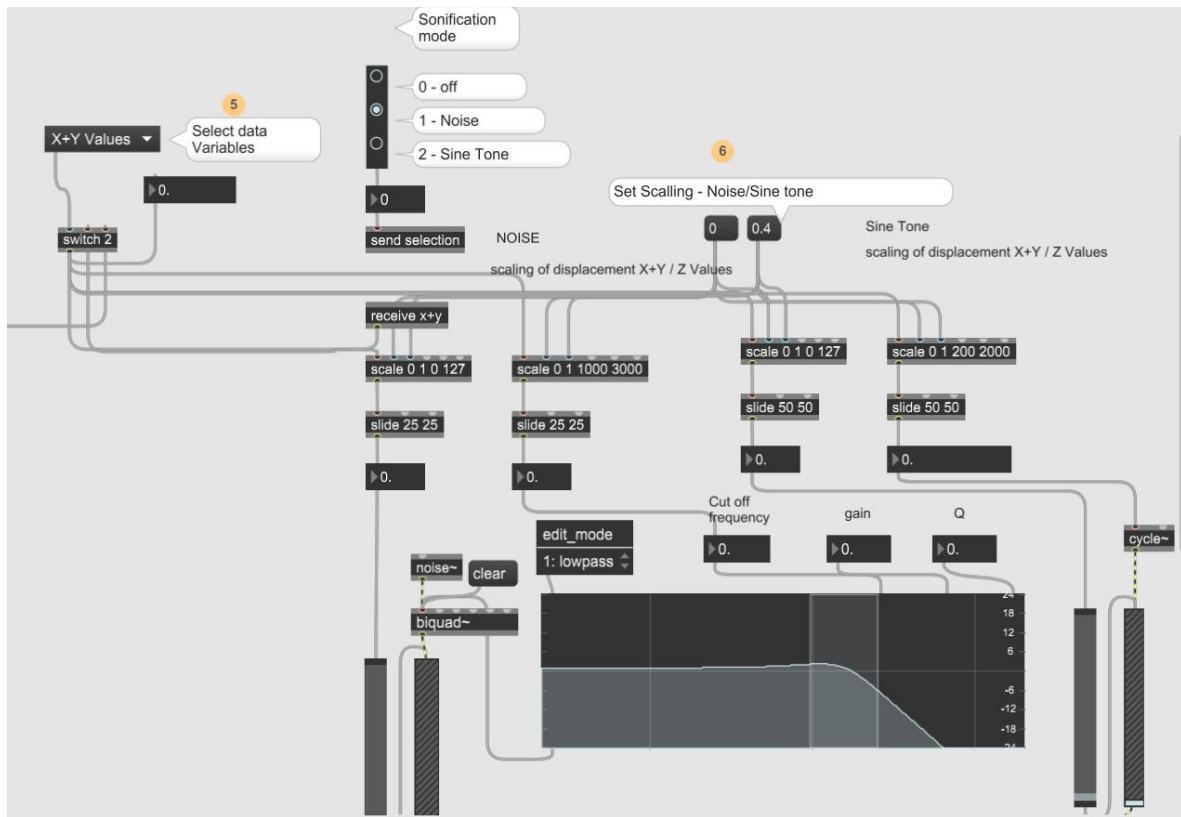 Sonification
mode
0 - off
5
1 - Noise
X+Y Values
Select data
Variables
2 - Sine Tone
6
0.
Set Scalling - Noise/Sine tone
0
0
0.4
Sine Tone
switch 2
send selection
NOISE
scaling of displacement X+Y / Z Values
scaling of displacement X+Y / Z Values
receive x+y
scale 0 1 0 127
scale 0 1 200 2000
scale 0 1 0 127
scale 0 1 1000 3000
slide 50 50
slide 50 50
slide 25 25
slide 25 25
0.
0.
0.
0.
Cut off
frequency
gain
Q
edit_mode
cycle~
0.
0.
0.
1: lowpass
noise~
clear
24
18
biquad~
12
6
-6
-12
-18
24